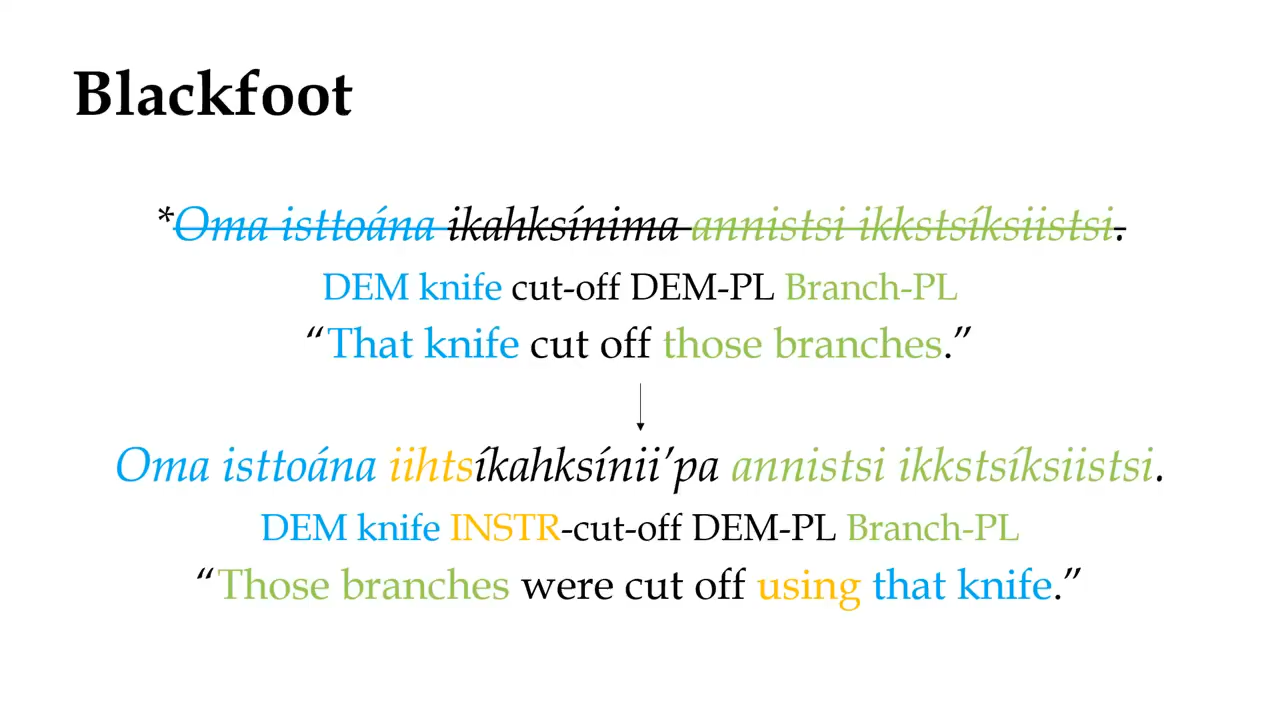 Blackfoot
*Oma isttoána ikahksínima annistsi ikkstsíksiistsi.
DEM knife cut-off DEM-PL Branch-PL
“That knife cut off those branches.”
Oma isttoána iihtsíkahksínii’pa annistsi ikkstsíksiistsi.
DEM knife INSTR-cut-off DEM-PL Branch-PL
“Those branches were cut off using that knife.”